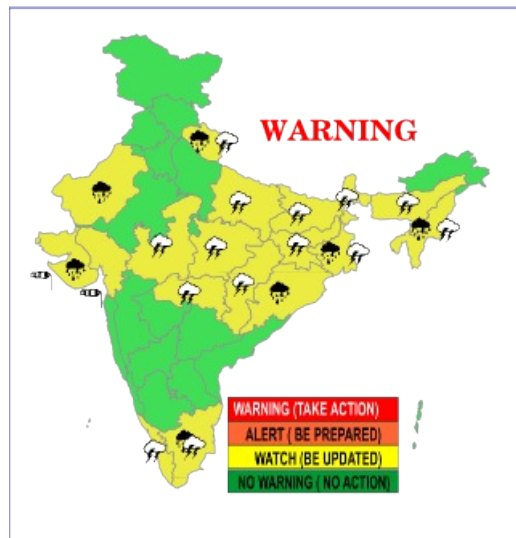 WARNING
WARNING (TAKE ACTION)
ALERT ( BE PREPARED)
WATCH (BE UPDATED)
NO WARNING ( NO ACTION)